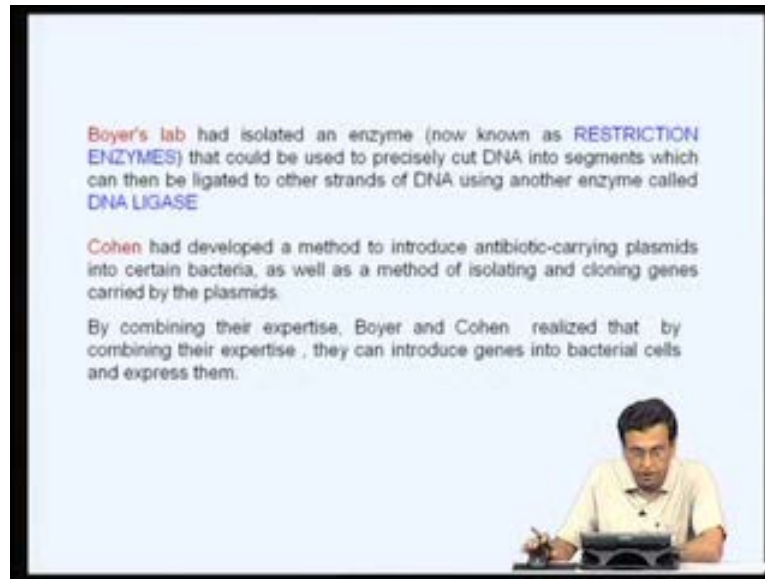 Boyer's lab had isolated an enzyme (now known as RESTRICTION
ENZYMES) that could be used to precisely cut DNA into segments which
can then be ligated to other strands of DNA using another enzyme called
DNA LIGASE
Cohen had developed a method to introduce antibiotic-carrying plasmids
into certain bacteria, as well as a method of isolating and cloning genes
carried by the plasmids.
By combining their expertise, Boyer and Cohen realized that by
combining their expertise , they can introduce genes into bacterial cells
and express them.